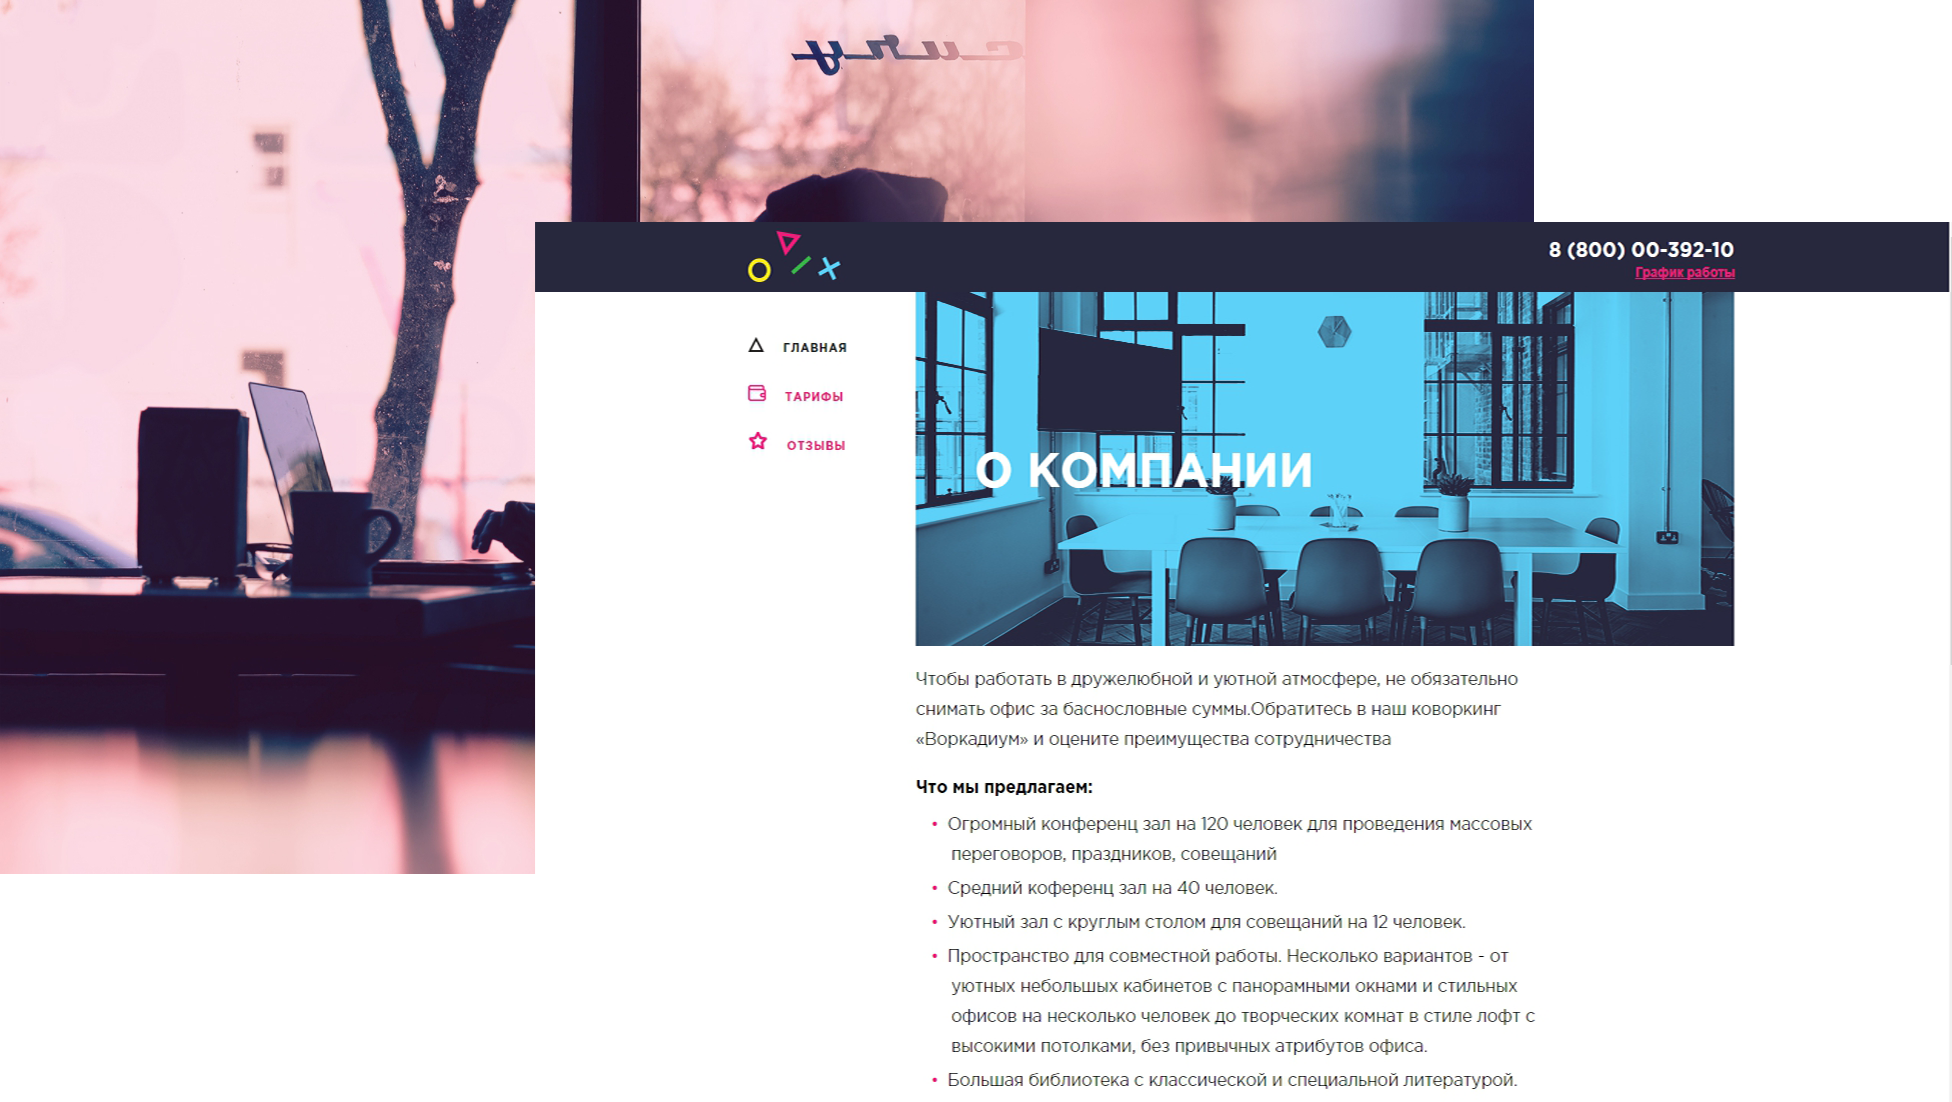 8 (800) 00-392-10
График работы
ГЛАВНАЯ
ТАРИФЫ
ОТЗЫВЫ
О КОМПАНИИ
Чтобы работать в дружелюбной и уютной атмосфере, не обязательно
снимать офис за баснословные суммы.Обратитесь в наш коворкинг
«Воркадиум» и оцените преимущества сотрудничества
Что мы предлагаем:
• Огромный конференц зал на 120 человек для проведения массовых
переговоров, праздников, совещаний
• Средний коференц зал на 40 человек.
• Уютный зал с круглым столом для совещаний на 12 человек.
• Пространство для совместной работы. Несколько вариантов - от
уютных небольших кабинетов с панорамными окнами и стильных
офисов на несколько человек до творческих комнат в стиле лофт с
высокими потолками, без привычных атрибутов офиса.
• Большая библиотека с классической и специальной литературой.